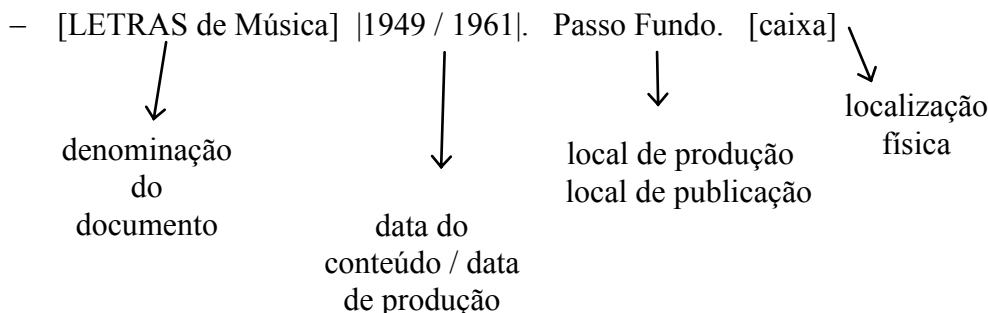 – [LETRAS de Música] |1949 / 1961|. Passo Fundo. [caixa]
denominação
do
documento
data do
conteúdo / data
de produção
local de produção
local de publicação
localização
física